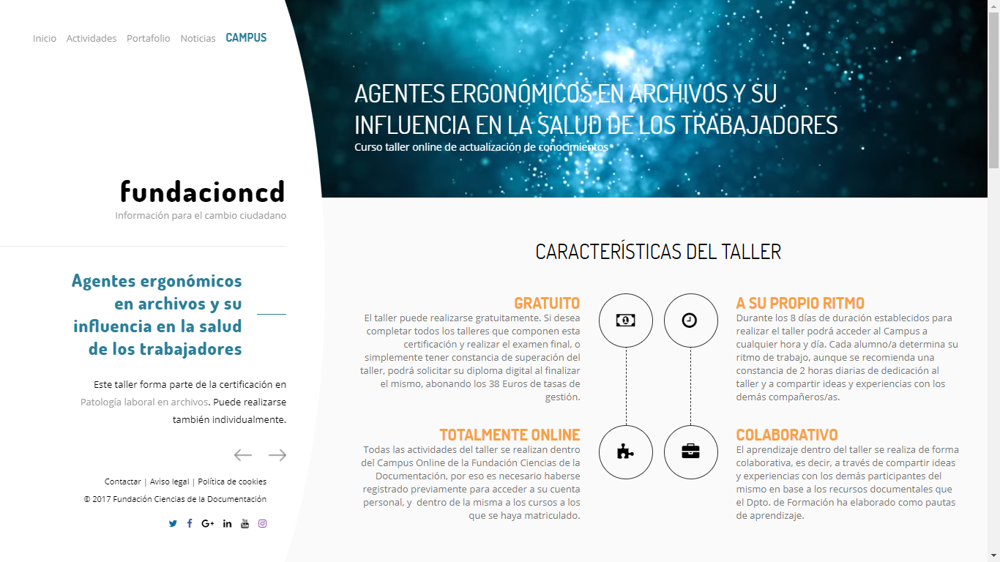 Inicio Actividades Portafolio Noticias CAMPUS
fundacioncd
Información para el cambio ciudadano
Agentes ergonómicos
en archivos y su
influencia en la salud
de los trabajadores
Este taller forma parte de la certificación en
Patología laboral en archivos. Puede realizarse
también individualmente.
Contactar | Aviso legal | Política de cookies
© 2017 Fundación Ciencias de la Documentación
AGENTES ERGONÓMICOS EN ARCHIVOS Y SU
INFLUENCIA EN LA SALUD DE LOS TRABAJADORES
Curso taller online de actualización de conocimientos
CARACTERÍSTICAS DEL TALLER
GRATUITO
El taller puede realizarse gratuitamente. Si desea
completar todos los talleres que componen esta
certificación y realizar el examen final, o
simplemente tener constancia de superación del
taller, podrá solicitar su diploma digital al finalizar
el mismo, abonando los 38 Euros de tasas de
gestión.
A SU PROPIO RITMO
Durante los 8 días de duración establecidos para
realizar el taller podrá acceder al Campus a
cualquier hora y día. Cada alumno/a determina su
ritmo de trabajo, aunque se recomienda una
constancia de 2 horas diarias de dedicación al
taller y a compartir ideas y experiencias con los
demás compañeros/as.
TOTALMENTE ONLINE
Todas las actividades del taller se realizan dentro
del Campus Online de la Fundación Ciencias de la
Documentación, por eso es necesario haberse
registrado previamente para acceder a su cuenta
personal, y  dentro de la misma a los cursos a los
que se haya matriculado.
COLABORATIVO
El aprendizaje dentro del taller se realiza de forma
colaborativa, es decir, a través de compartir ideas
y experiencias con los demás participantes del
mismo en base a los recursos documentales que
el Dpto. de Formación ha elaborado como pautas
de aprendizaje.